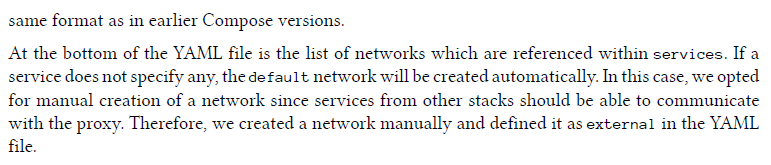 same format as in earlier Compose versions.
At the bottom of the YAML file is the list of networks which are referenced within services. If a
service does not specify any, the default network will be created automatically. In this case, we opted
for manual creation of a network since services from other stacks should be able to communicate
with the proxy. Therefore, we created a network manually and defined it as external in the YAML
file.